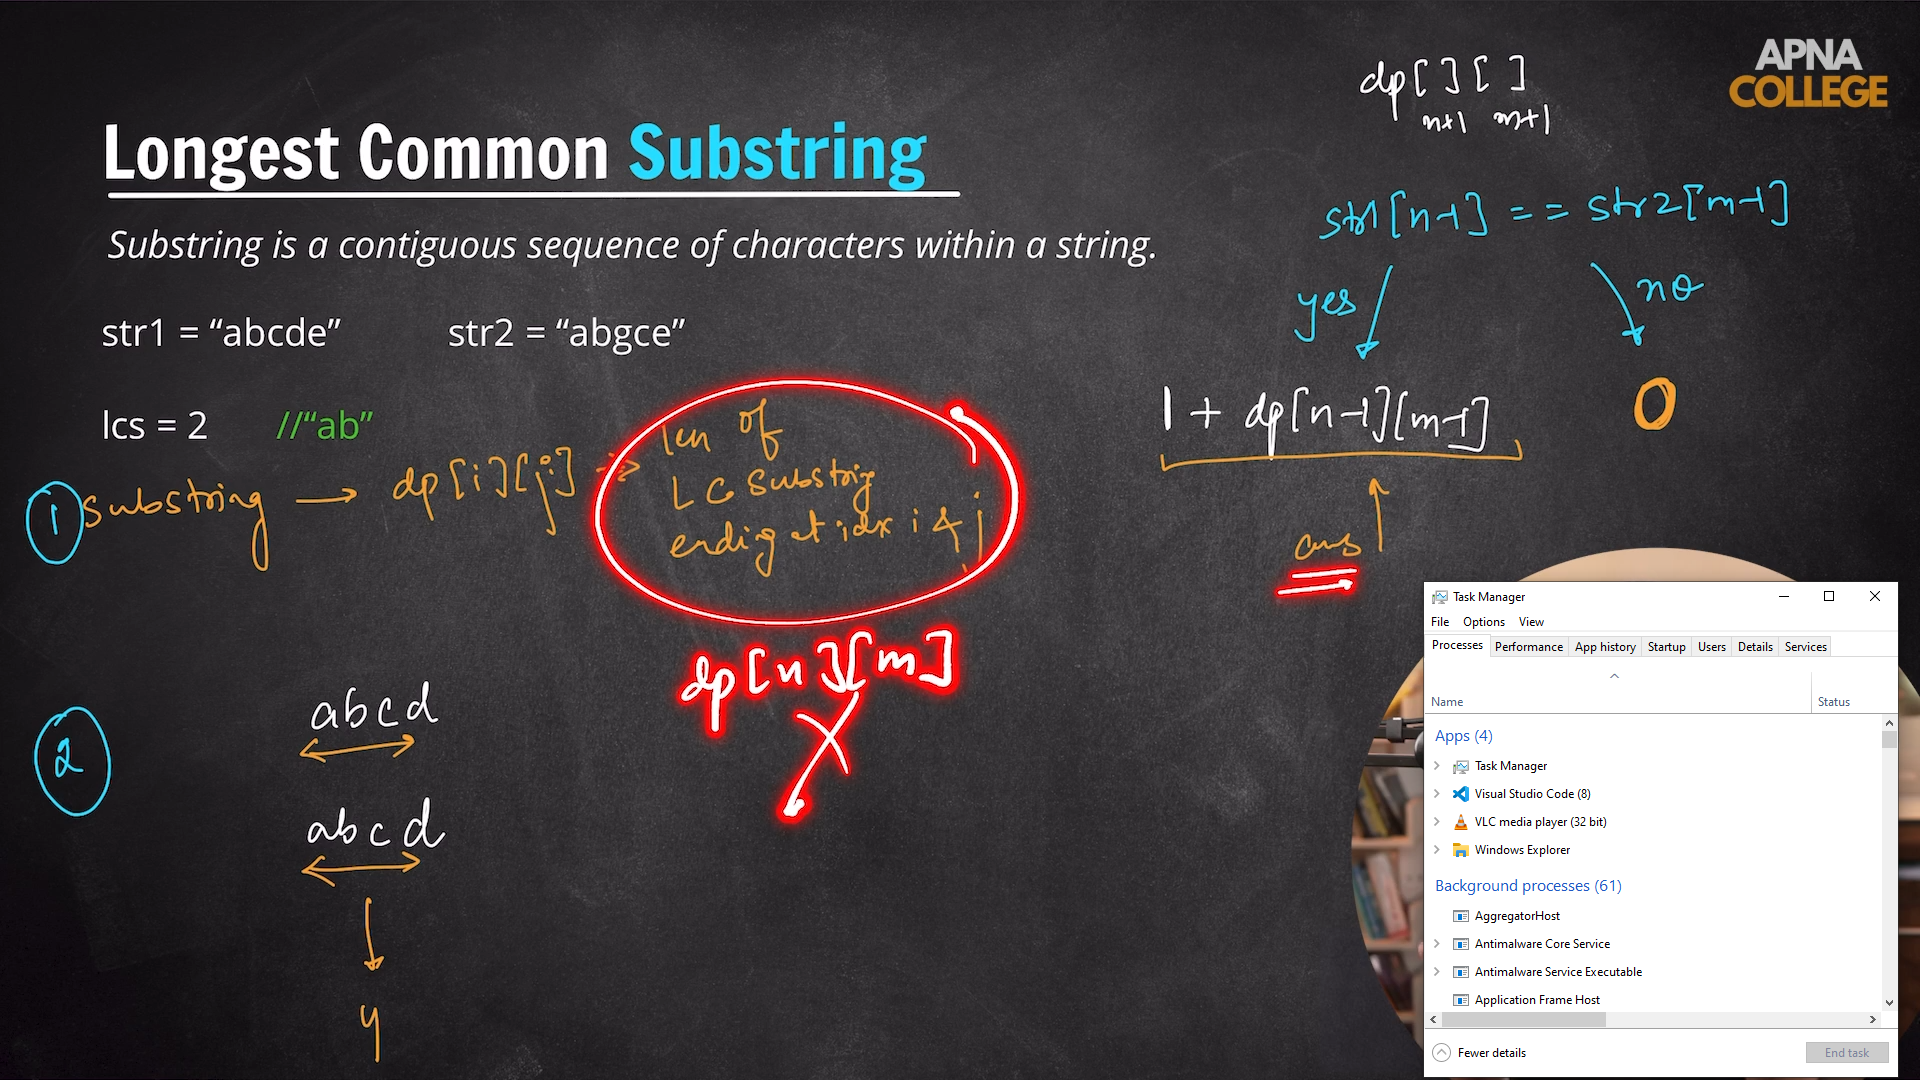 dp[ ][ ]
n+1 m+1
APNA
COLLEGE
Longest Common Substring
str1[n-1] == str2[m-1]
Substring is a contiguous sequence of characters within a string.
yes
no
str1 = “abcde” str2 = “abgce”
1 + dp[n-1][m-1]
0
lcs = 2 //“ab”
1 Substring → dp[i][j] ⇒ len of
LC Substring
ending at idx i & j
ans
dp[n][m]
X
2
abcd
abcd
4
Task Manager
File Options View
Processes Performance App history Startup Users Details Services
Name Status
Apps (4)
Task Manager
Visual Studio Code (8)
VLC media player (32 bit)
Windows Explorer
Background processes (61)
AggregatorHost
Antimalware Core Service
Antimalware Service Executable
Application Frame Host
Fewer details End task